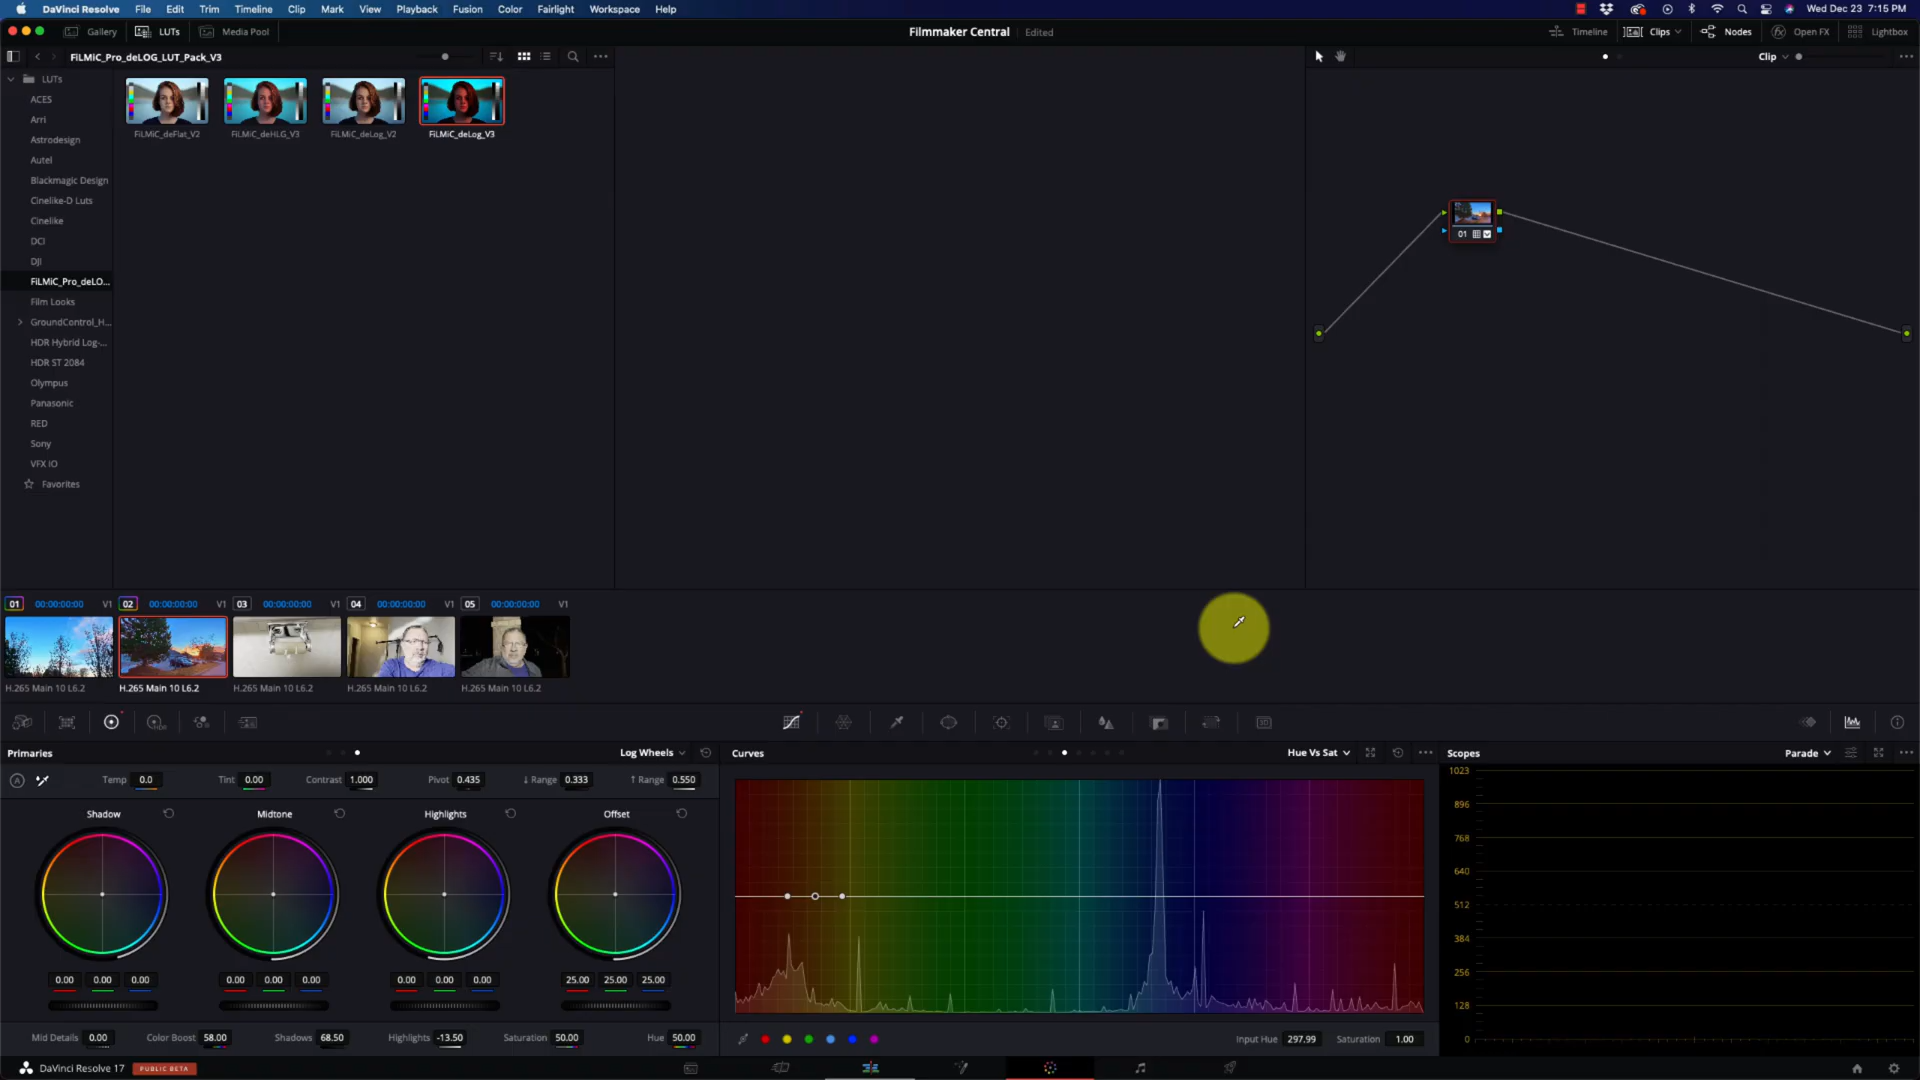 DaVinci Resolve File Edit Trim Timeline Clip Mark View Playback Fusion Color Fairlight Workspace Help Wed Dec 23 7:15 PM
Gallery LUTs Media Pool Filmmaker Central Edited Timeline Clips Nodes Open FX Lightbox
FiLMiC_Pro_deLOG_LUT_Pack_V3 Clip
LUTs
ACES
Arri
Astrodesign
Autel
Blackmagic Design
Cinelike-D Luts
Cinelike
DCI
DJI
FiLMiC_Pro_deLO...
Film Looks
GroundControl_H...
HDR Hybrid Log-...
HDR ST 2084
Olympus
Panasonic
RED
Sony
VFX IO
Favorites
FiLMiC_deFlat_V2 FiLMiC_deHLG_V3 FiLMiC_deLog_V2 FiLMiC_deLog_V3
01
01 00:00:00:00 V1 02 00:00:00:00 V1 03 00:00:00:00 V1 04 00:00:00:00 V1 05 00:00:00:00 V1
H.265 Main 10 L6.2 H.265 Main 10 L6.2 H.265 Main 10 L6.2 H.265 Main 10 L6.2 H.265 Main 10 L6.2
HDR 3D
Primaries Log Wheels Curves Hue Vs Sat Scopes Parade
A Temp 0.0 Tint 0.00 Contrast 1.000 Pivot 0.435 ↓ Range 0.333 ↑ Range 0.550
Shadow Midtone Highlights Offset
0.00 0.00 0.00 0.00 0.00 0.00 0.00 0.00 0.00 25.00 25.00 25.00
Mid Details 0.00 Color Boost 58.00 Shadows 68.50 Highlights -13.50 Saturation 50.00 Hue 50.00
Input Hue 297.99 Saturation 1.00
1023
896
768
640
512
384
256
128
0
DaVinci Resolve 17 PUBLIC BETA